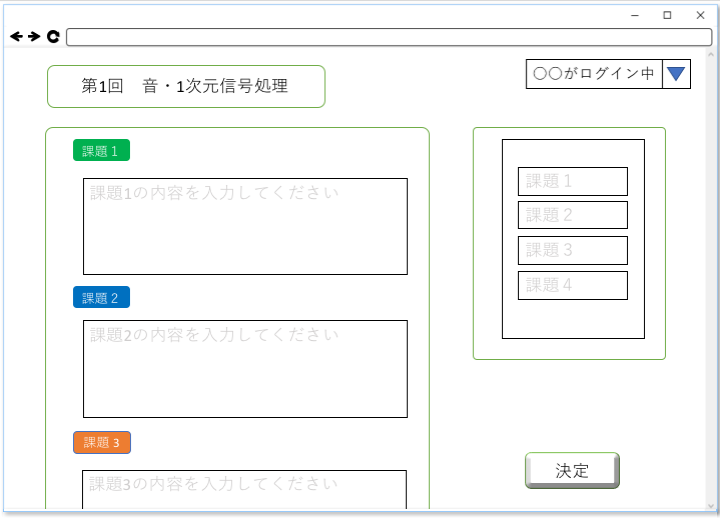 第1回　音・1次元信号処理
〇〇がログイン中
課題 1
課題1の内容を入力してください
課題 2
課題2の内容を入力してください
課題 3
課題3の内容を入力してください
課題 1
課題 2
課題 3
課題 4
決定